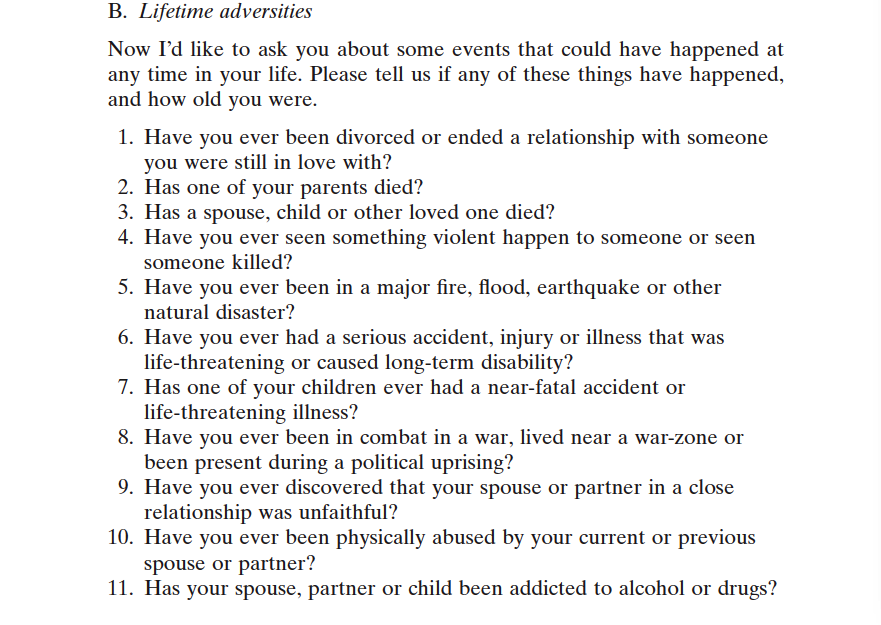 B. Lifetime adversities
Now I'd like to ask you about some events that could have happened at
any time in your life. Please tell us if any of these things have happened,
and how old you were.
1. Have you ever been divorced or ended a relationship with someone
you were still in love with?
2. Has one of your parents died?
3. Has a spouse, child or other loved one died?
4. Have you ever seen something violent happen to someone or seen
someone killed?
5. Have you ever been in a major fire, flood, earthquake or other
natural disaster?
6. Have you ever had a serious accident, injury or illness that was
life-threatening or caused long-term disability?
7. Has one of your children ever had a near-fatal accident or
life-threatening illness?
8. Have you ever been in combat in a war, lived near a war-zone or
been present during a political uprising?
9. Have you ever discovered that your spouse or partner in a close
relationship was unfaithful?
10. Have you ever been physically abused by your current or previous
spouse or partner?
11. Has your spouse, partner or child been addicted to alcohol or drugs?